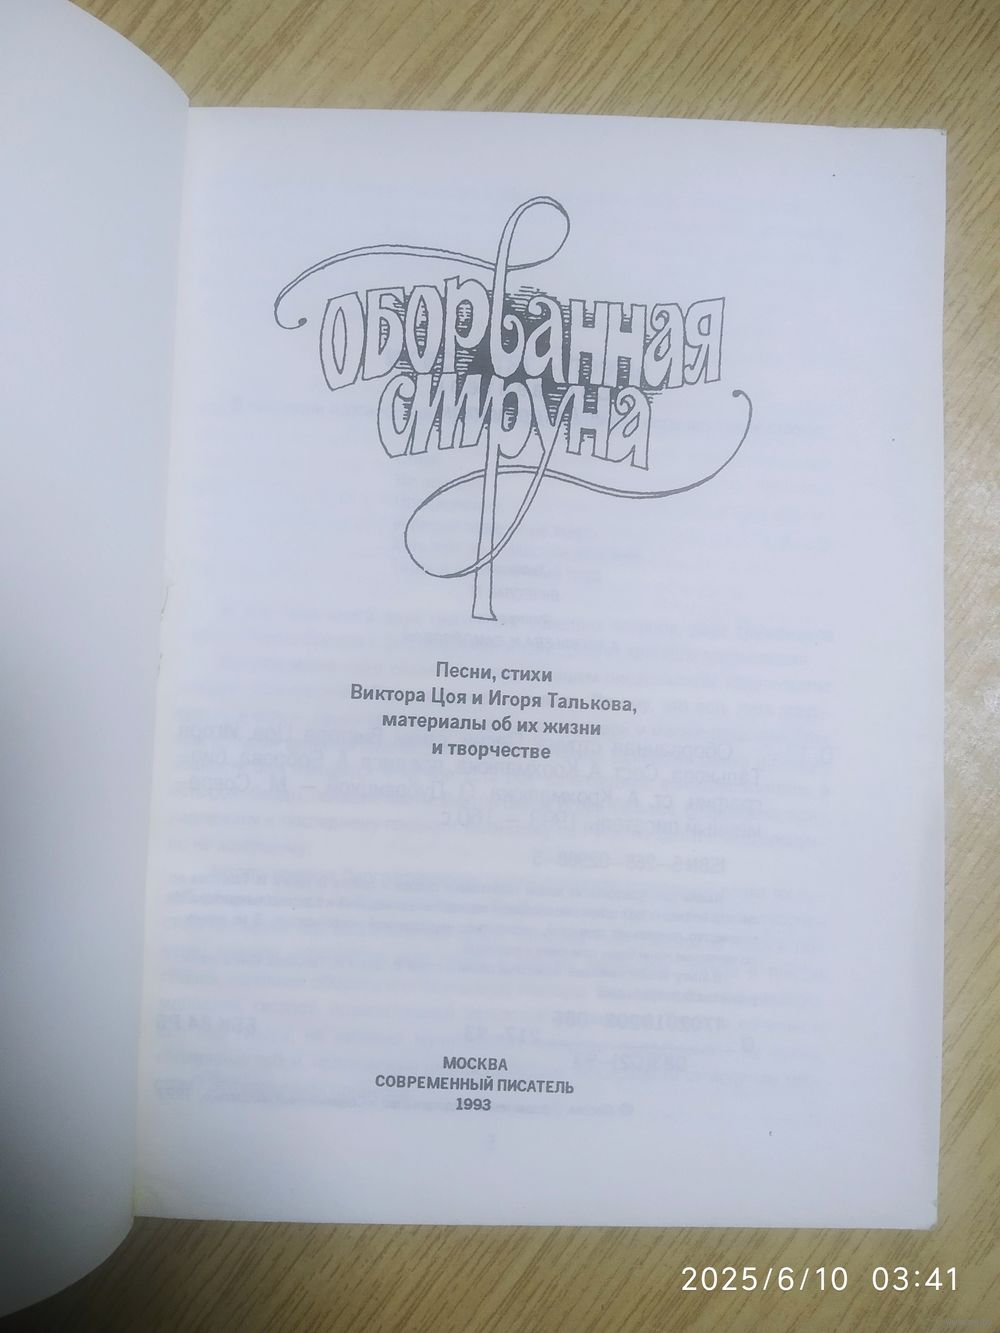 оборванная
струна
Песни, стихи
Виктора Цоя и Игоря Талькова,
материалы об их жизни
и творчестве
МОСКВА
СОВРЕМЕННЫЙ ПИСАТЕЛЬ
1993
2025/6/10 03:41